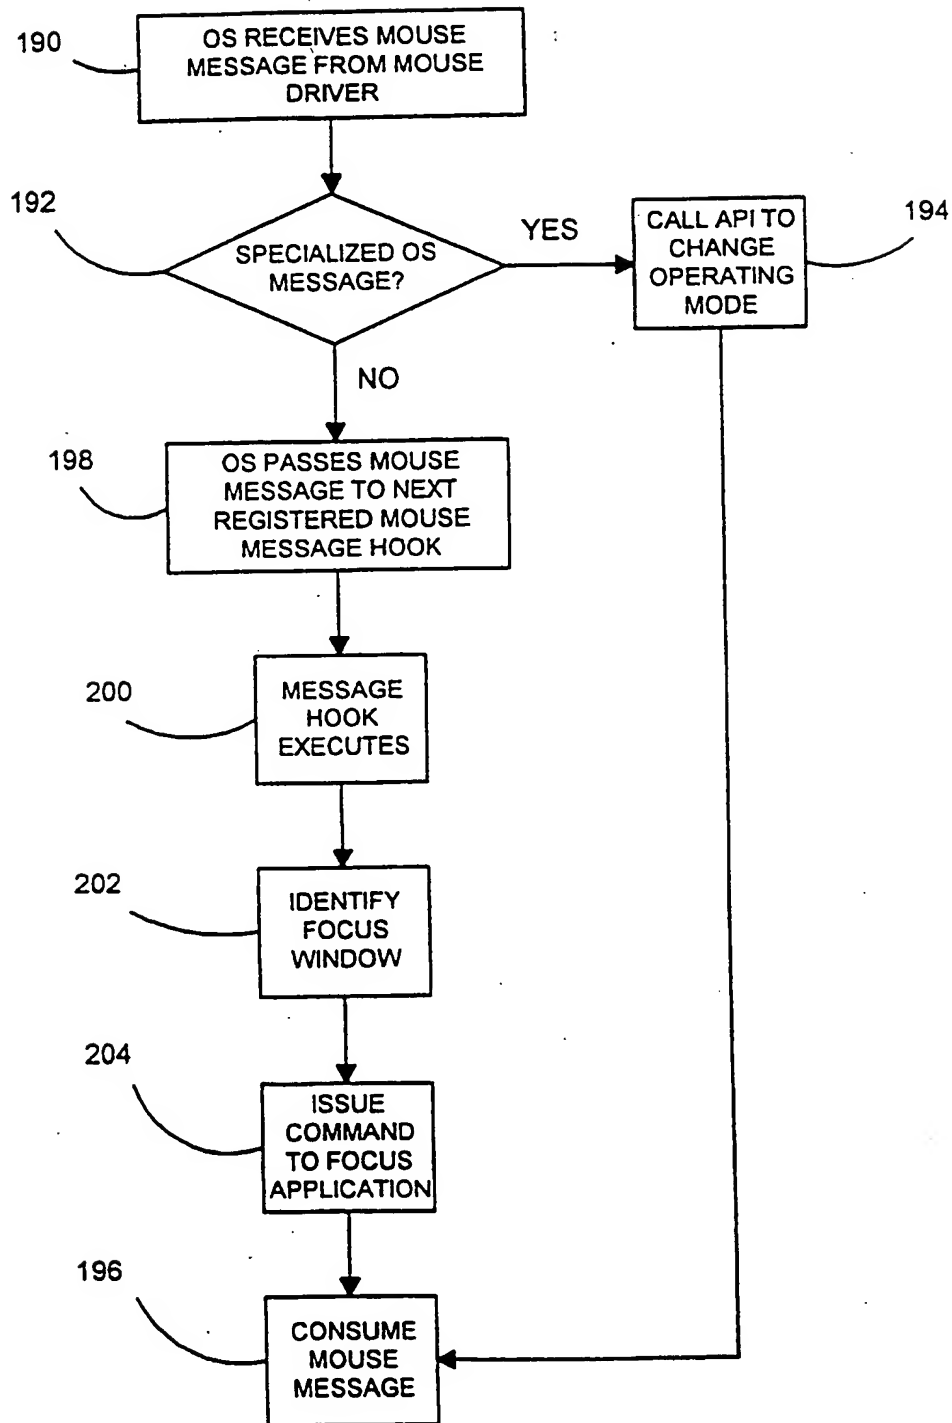 190
OS RECEIVES MOUSE
MESSAGE FROM MOUSE
DRIVER
192
SPECIALIZED OS
MESSAGE?
YES
CALL API TO
CHANGE
OPERATING
MODE
194
NO
198
OS PASSES MOUSE
MESSAGE TO NEXT
REGISTERED MOUSE
MESSAGE HOOK
200
MESSAGE
HOOK
EXECUTES
202
IDENTIFY
FOCUS
WINDOW
204
ISSUE
COMMAND
TO FOCUS
APPLICATION
196
CONSUME
MOUSE
MESSAGE